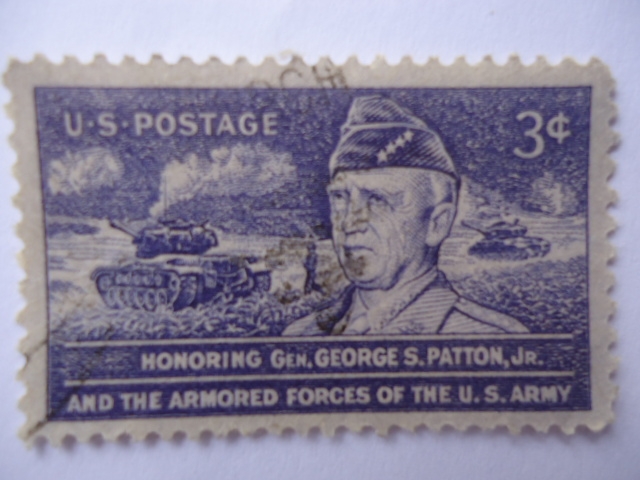 U·S·POSTAGE
3¢
HONORING GEN. GEORGE S. PATTON, JR.
AND THE ARMORED FORCES OF THE U.S. ARMY